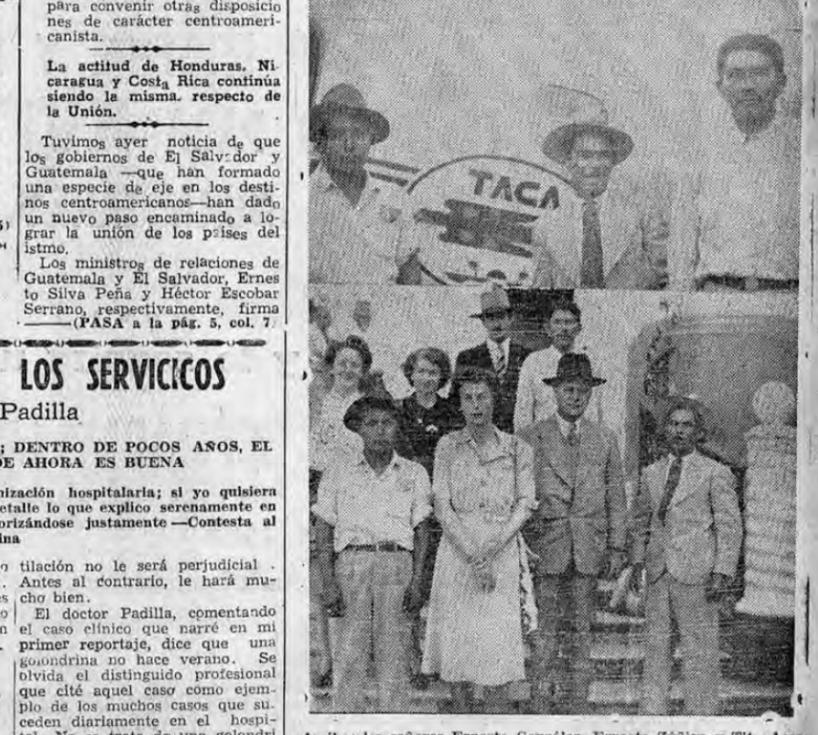 para convenir otras disposicio
nes de carácter centroameri-
canista.
La actitud de Honduras, Ni
caragua y Costa Rica continúa
siendo la misma, respecto de
la Unión.
Tuvimos ayer noticia de que
los gobiernos de El Salvador y
Guatemala —que han formado
una especie de eje en los desti-
nos centroamericanos—han dado
un nuevo paso encaminado a lo-
grar la unión de los países del
istmo.
Los ministros de relaciones de
Guatemala y El Salvador, Ernes
to Silva Peña y Héctor Escobar
Serrano, respectivamente, firma
(PASA a la pág. 5, col. 7
LOS SERVICICOS
Padilla
; DENTRO DE POCOS AÑOS, EL
DE AHORA ES BUENA
nización hospitalaria; si yo quisiera
etalle lo que explico serenamente en
orizándose justamente —Contesta al
ina
tilación no le será perjudicial .
Antes al contrario, le hará mu-
cho bien.
El doctor Padilla, comentando
el caso clínico que narré en mi
primer reportaje, dice que una
golondrina no hace verano. Se
olvida el distinguido profesional
que cité aquel caso como ejem-
plo de los muchos casos que su-
ceden diariamente en el hospi-
TACA